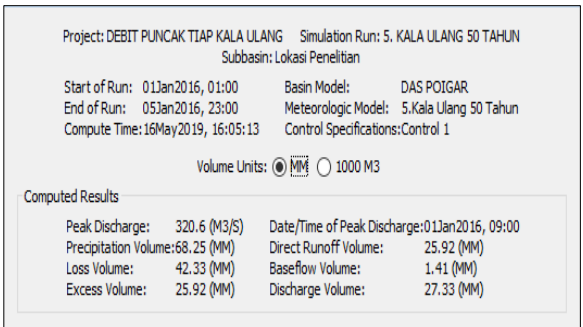 Project: DEBIT PUNCAK TIAP KALA ULANG Simulation Run: 5. KALA ULANG 50 TAHUN
Subbasin: Lokasi Penelitian
Start of Run: 01Jan2016, 01:00 Basin Model: DAS POIGAR
End of Run: 05Jan2016, 23:00 Meteorologic Model: 5.Kala Ulang 50 Tahun
Compute Time:16May2019, 16:05:13 Control Specifications:Control 1
Volume Units: MM 1000 M3
Computed Results
Peak Discharge: 320.6 (M3/S) Date/Time of Peak Discharge:01Jan2016, 09:00
Precipitation Volume:68.25 (MM) Direct Runoff Volume: 25.92 (MM)
Loss Volume: 42.33 (MM) Baseflow Volume: 1.41 (MM)
Excess Volume: 25.92 (MM) Discharge Volume: 27.33 (MM)